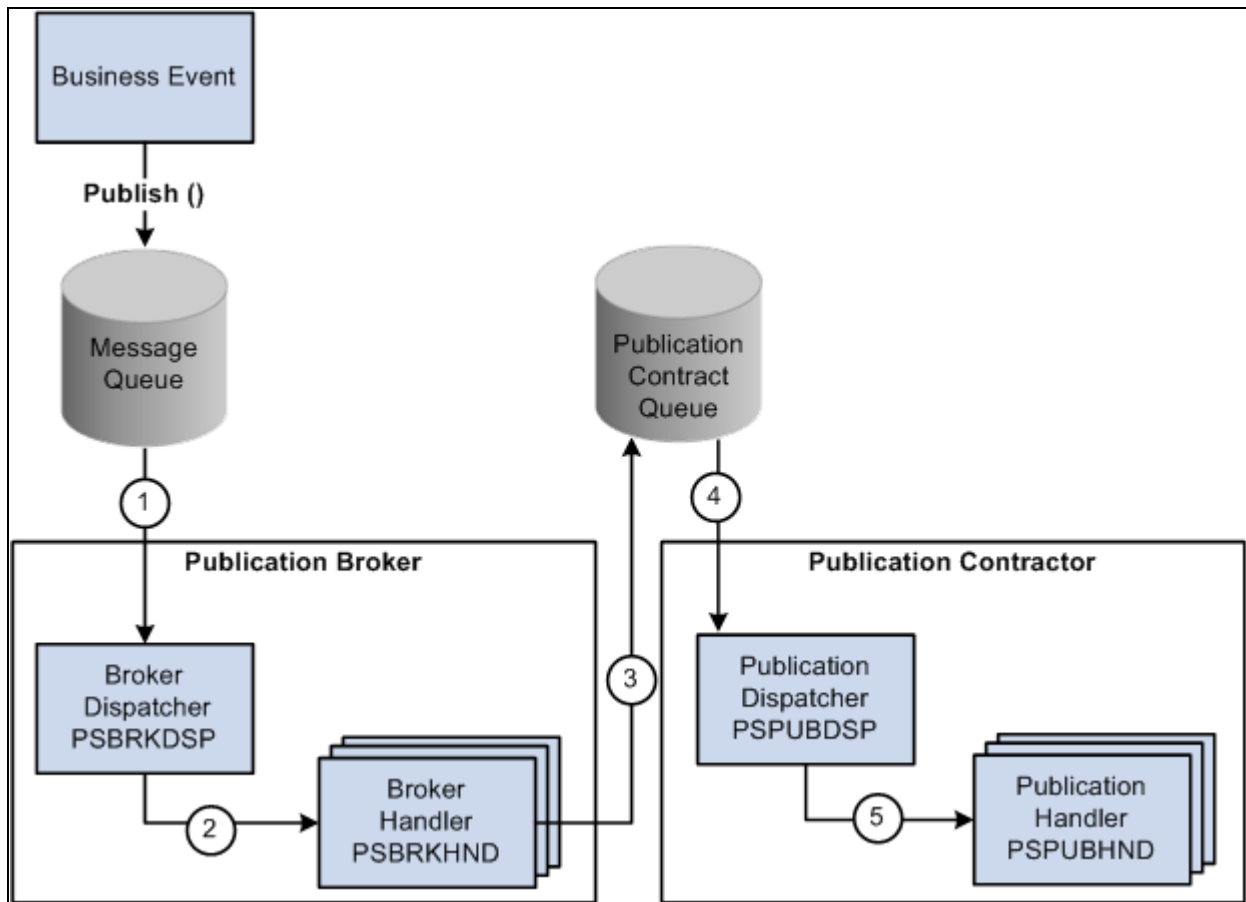 Business Event
Publish ()
Message
Queue
Publication
Contract
Queue
1
4
Publication Broker
Publication Contractor
Broker
Dispatcher
PSBRKDSP
3
Publication
Dispatcher
PSPUBDSP
2
Broker
Handler
PSBRKHND
5
Publication
Handler
PSPUBHND